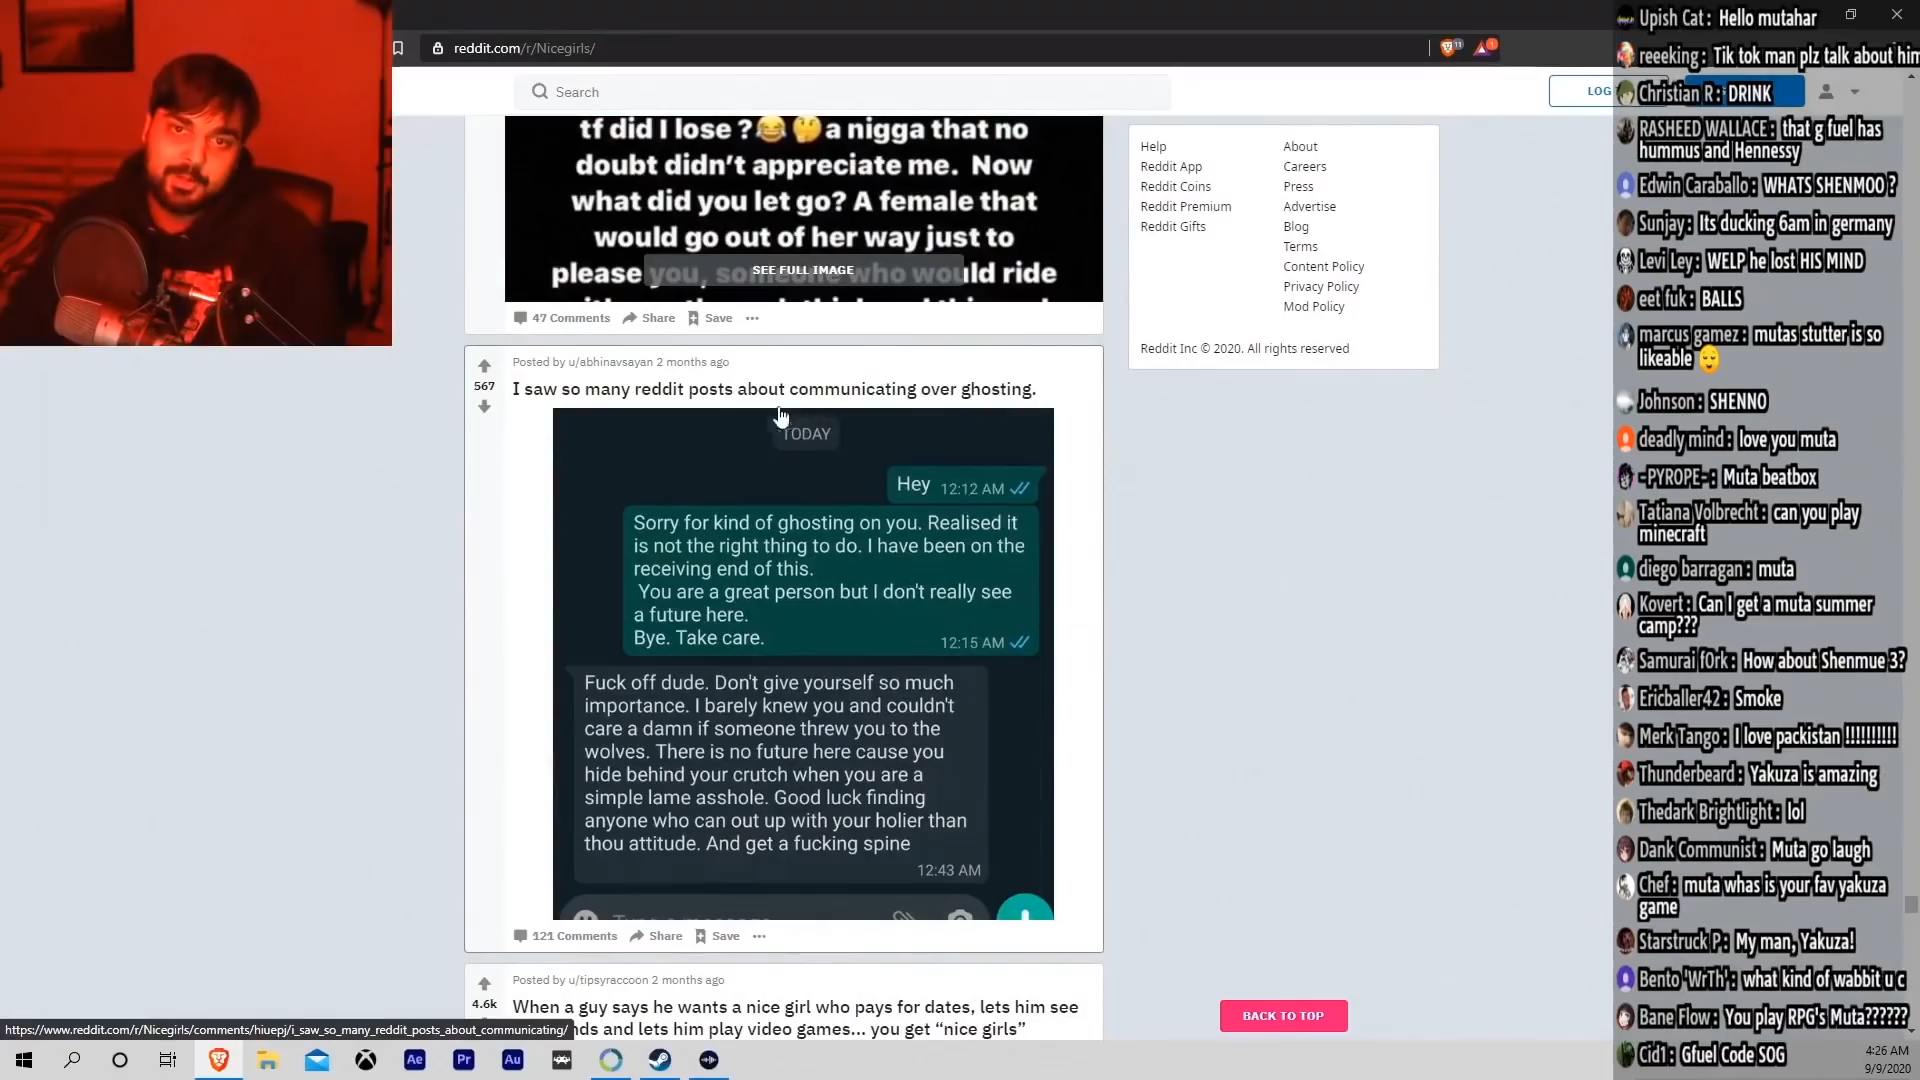 reddit.com/r/Nicegirls/
11
1
Search
LOG
tf did I lose ?😂🤔 a nigga that no
doubt didn't appreciate me. Now
what did you let go? A female that
would go out of her way just to
please you, someone who would ride
SEE FULL IMAGE
47 Comments Share Save
Posted by u/abhinavsayan 2 months ago
567
I saw so many reddit posts about communicating over ghosting.
TODAY
Hey 12:12 AM
Sorry for kind of ghosting on you. Realised it
is not the right thing to do. I have been on the
receiving end of this.
You are a great person but I don't really see
a future here.
Bye. Take care. 12:15 AM
Fuck off dude. Don't give yourself so much
importance. I barely knew you and couldn't
care a damn if someone threw you to the
wolves. There is no future here cause you
hide behind your crutch when you are a
simple lame asshole. Good luck finding
anyone who can out up with your holier than
thou attitude. And get a fucking spine
12:43 AM
Type a message
121 Comments Share Save
Posted by u/tipsyraccoon 2 months ago
4.6k
When a guy says he wants a nice girl who pays for dates, lets him see
nds and lets him play video games... you get “nice girls”
https://www.reddit.com/r/Nicegirls/comments/hiuepj/i_saw_so_many_reddit_posts_about_communicating/
Help About
Reddit App Careers
Reddit Coins Press
Reddit Premium Advertise
Reddit Gifts Blog
Terms
Content Policy
Privacy Policy
Mod Policy
Reddit Inc © 2020. All rights reserved
BACK TO TOP
Upish Cat : Hello mutahar
reeeking : Tik tok man plz talk about him
Christian R : DRINK
RASHEED WALLACE : that g fuel has
hummus and Hennessy
Edwin Caraballo : WHATS SHENMOO ?
Sunjay : Its ducking 6am in germany
Levi Ley : WELP he lost HIS MIND
eet fuk : BALLS
marcus gamez : mutas stutter is so
likeable 😌
Johnson : SHENNO
deadly mind : love you muta
-PYROPE- : Muta beatbox
Tatiana Volbrecht : can you play
minecraft
diego barragan : muta
Kovert : Can I get a muta summer
camp???
Samurai f0rk : How about Shenmue 3?
Ericballer42 : Smoke
Merk Tango : I love packistan !!!!!!!!!!
Thunderbeard : Yakuza is amazing
Thedark Brightlight : lol
Dank Communist : Muta go laugh
Chef : muta whas is your fav yakuza
game
Starstruck P : My man, Yakuza!
Bento 'WrTh' : what kind of wabbit u c
Bane Flow : You play RPG's Muta??????
Cid1 : Gfuel Code SOG
Ae Pr Au
4:26 AM
9/9/2020